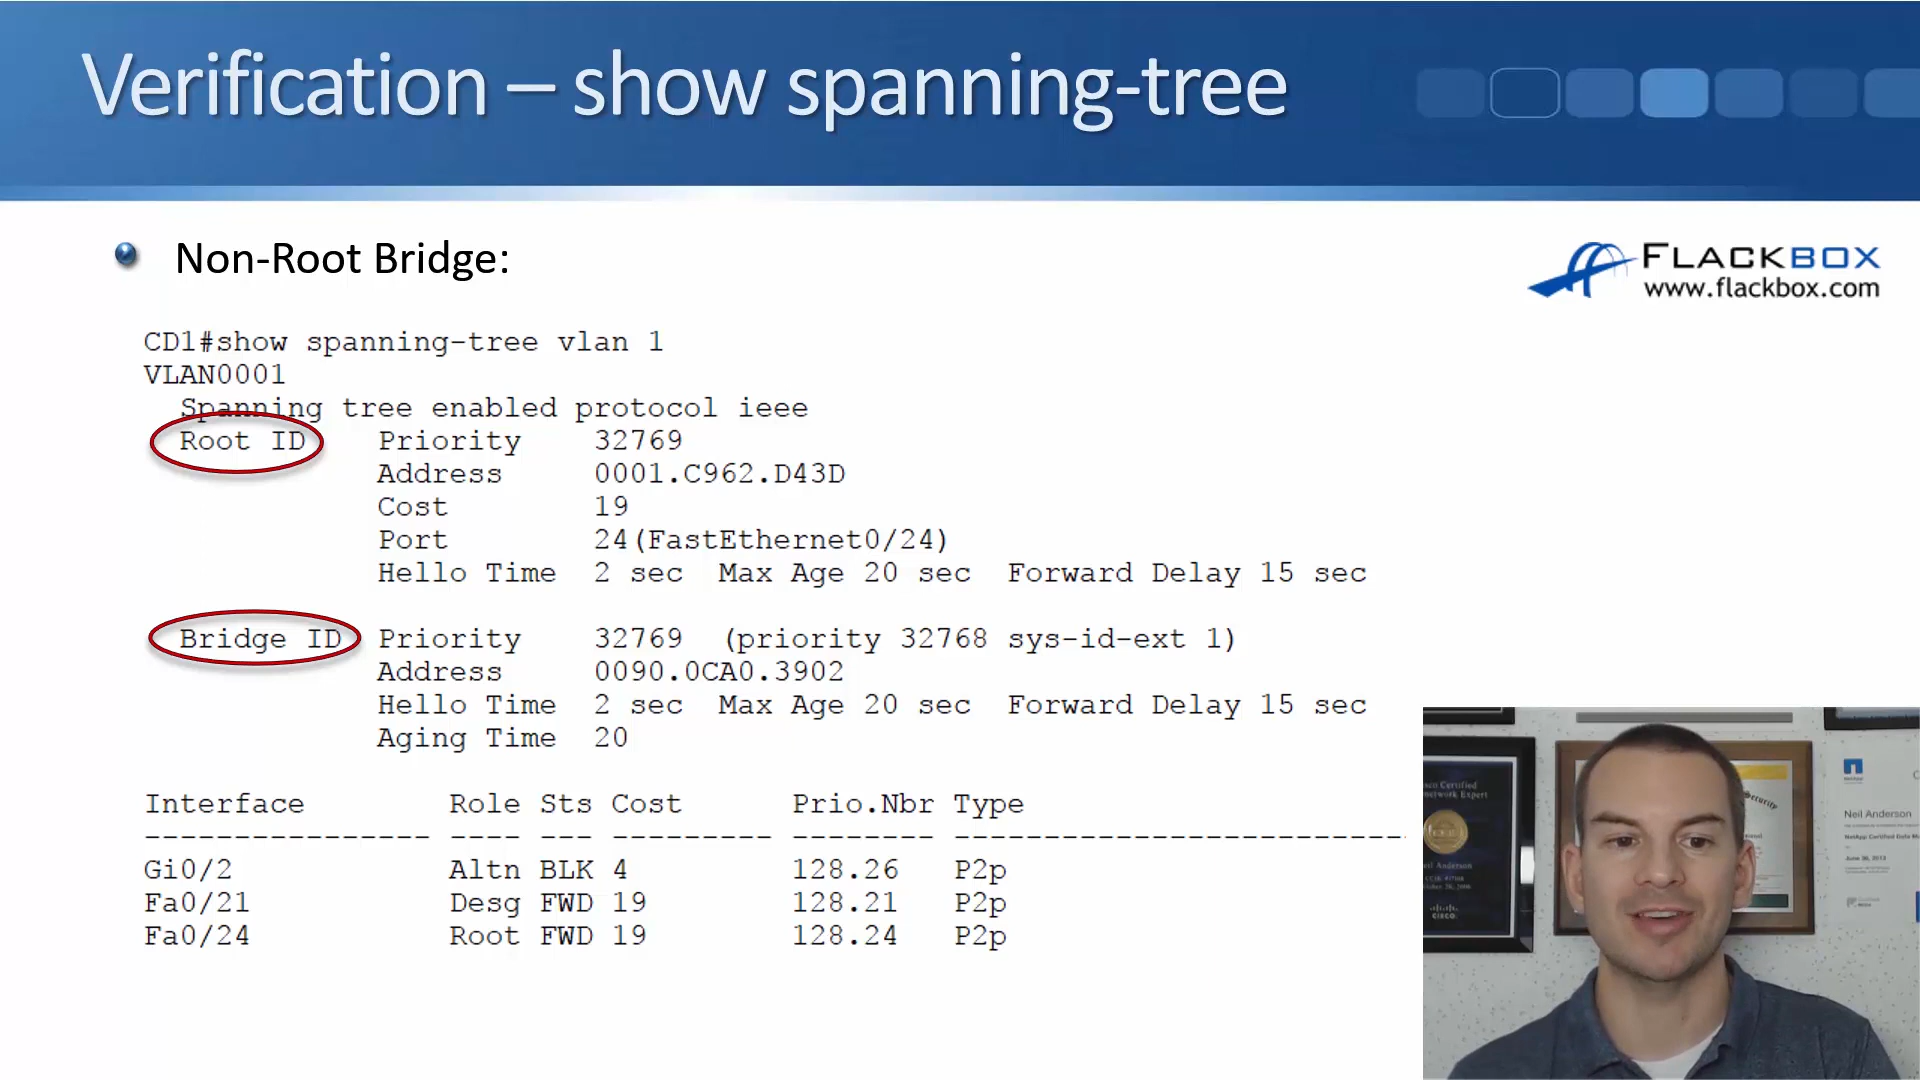 Verification – show spanning-tree
Non-Root Bridge:
FLACKBOX
www.flackbox.com
CD1#show spanning-tree vlan 1
VLAN0001
Spanning tree enabled protocol ieee
Root ID Priority 32769
Address 0001.C962.D43D
Cost 19
Port 24(FastEthernet0/24)
Hello Time 2 sec Max Age 20 sec Forward Delay 15 sec
Bridge ID Priority 32769 (priority 32768 sys-id-ext 1)
Address 0090.0CA0.3902
Hello Time 2 sec Max Age 20 sec Forward Delay 15 sec
Aging Time 20
Interface Role Sts Cost Prio.Nbr Type
---------------- ---- --- --------- -------- --------------------------
Gi0/2 Altn BLK 4 128.26 P2p
Fa0/21 Desg FWD 19 128.21 P2p
Fa0/24 Root FWD 19 128.24 P2p
Neil Anderson
CISCO